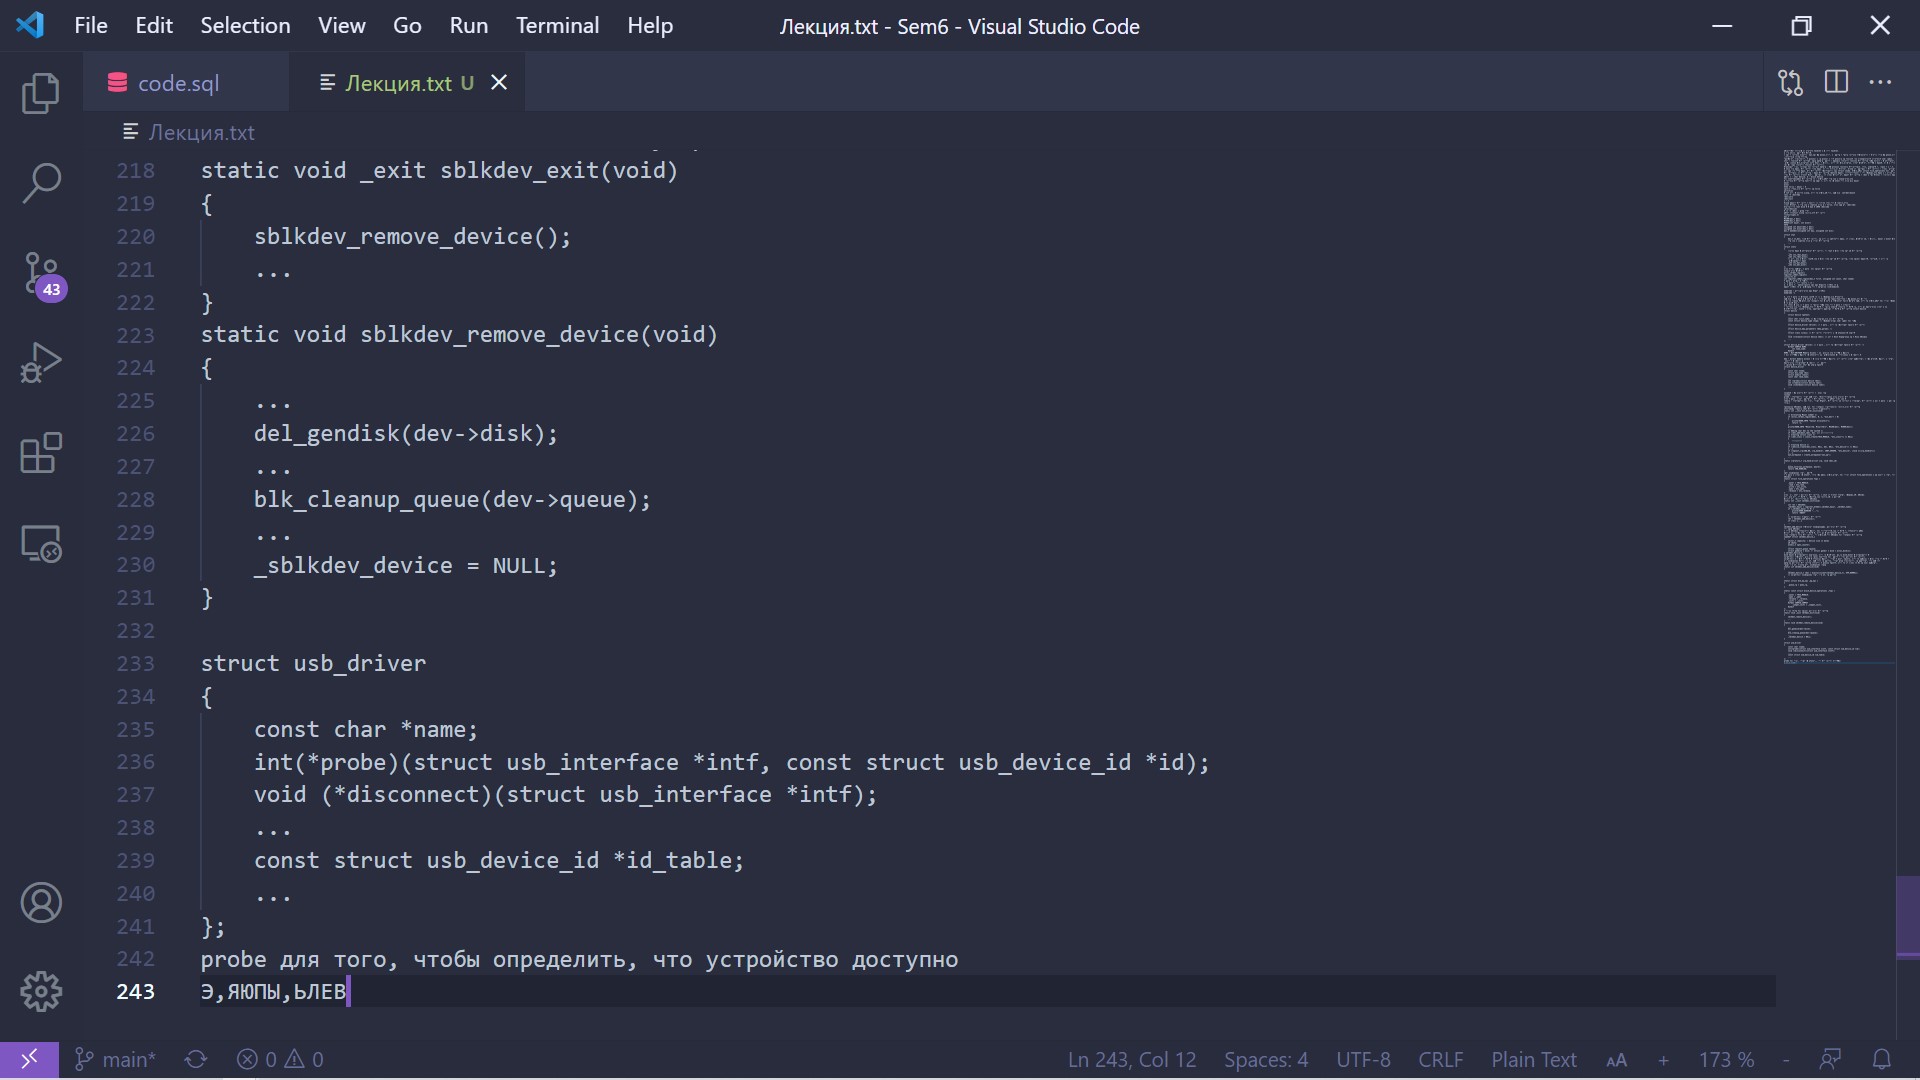 File Edit Selection View Go Run Terminal Help Лекция.txt - Sem6 - Visual Studio Code
code.sql Лекция.txt U
Лекция.txt
218 static void _exit sblkdev_exit(void)
219 {
220 sblkdev_remove_device();
221 ...
222 }
223 static void sblkdev_remove_device(void)
224 {
225 ...
226 del_gendisk(dev->disk);
227 ...
228 blk_cleanup_queue(dev->queue);
229 ...
230 _sblkdev_device = NULL;
231 }
232
233 struct usb_driver
234 {
235 const char *name;
236 int(*probe)(struct usb_interface *intf, const struct usb_device_id *id);
237 void (*disconnect)(struct usb_interface *intf);
238 ...
239 const struct usb_device_id *id_table;
240 ...
241 };
242 probe для того, чтобы определить, что устройство доступно
243 Э,ЯЮПЫ,ЬЛЕВ
43
main* 0 0 Ln 243, Col 12 Spaces: 4 UTF-8 CRLF Plain Text AA + 173 % -